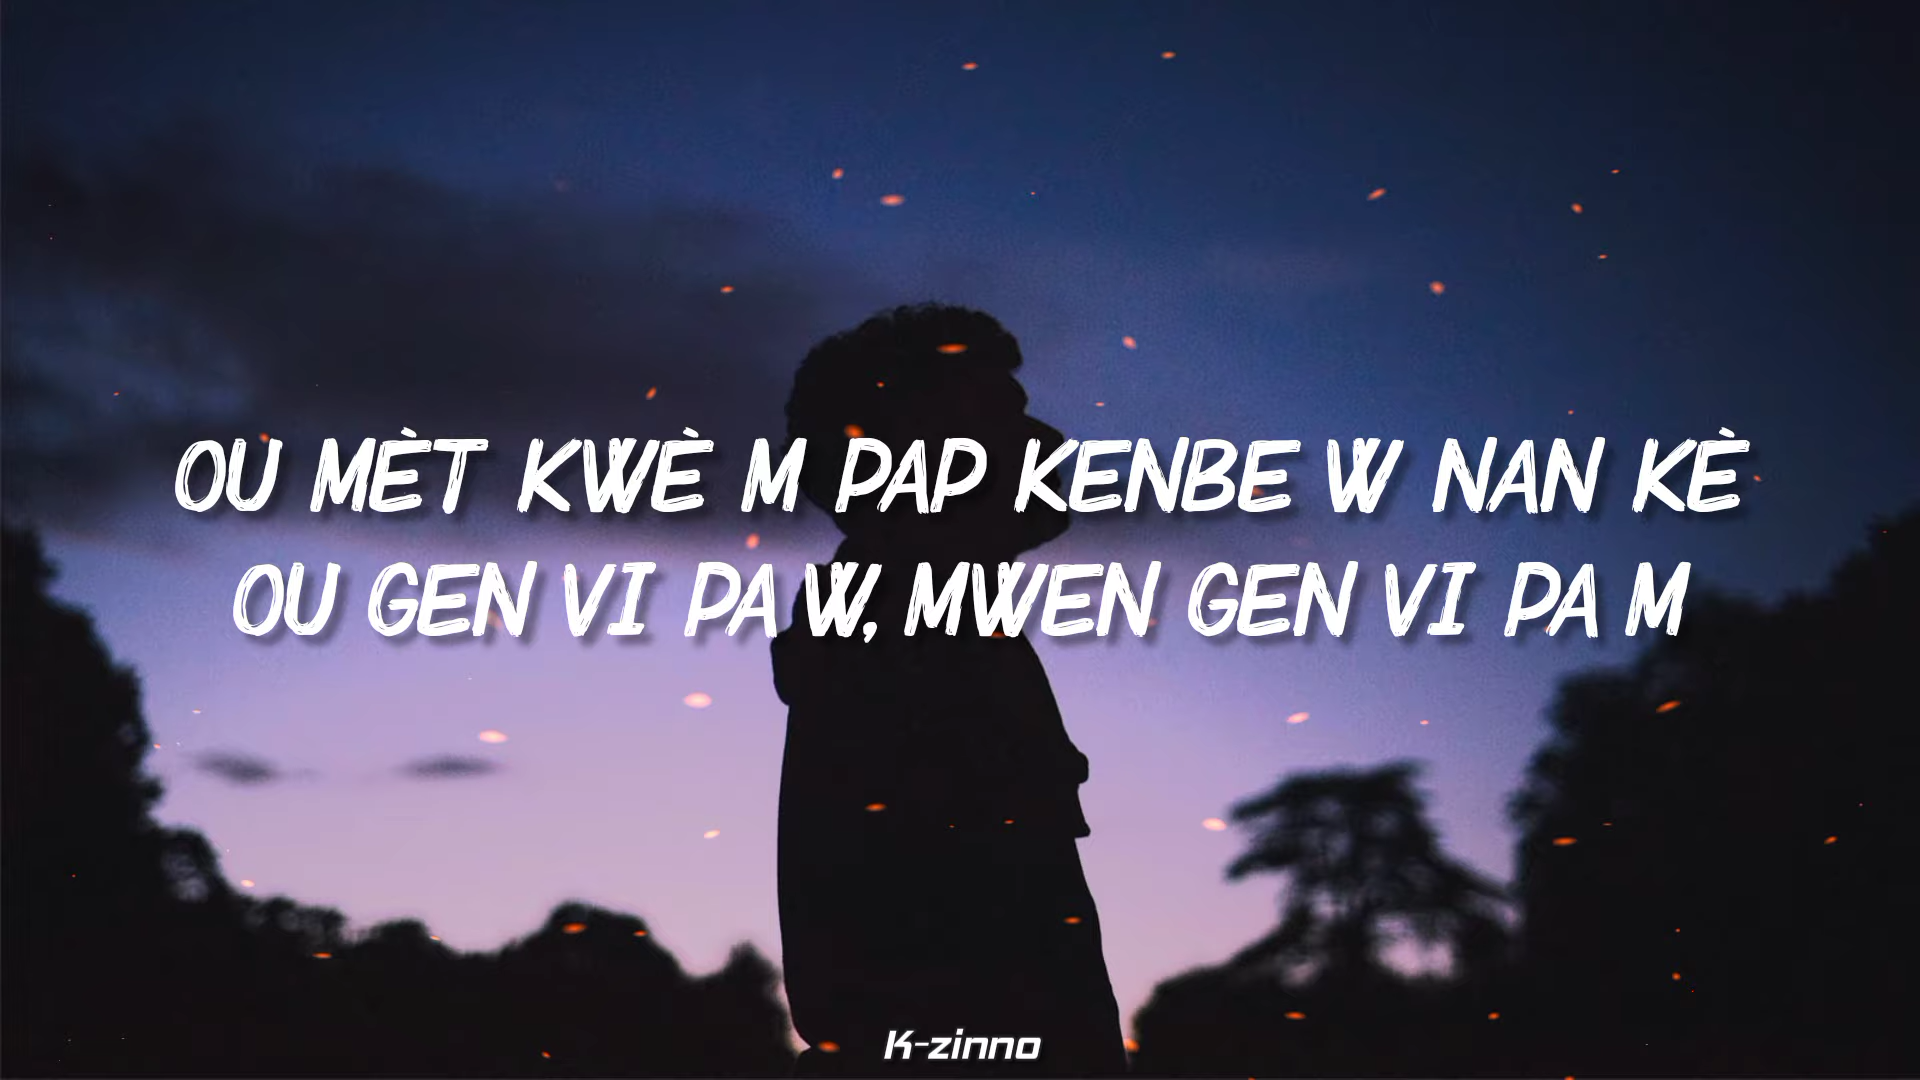 OU MÈT KWÈ M PAP KENBE W NAN KÈ
OU GEN VI PA W, MWEN GEN VI PA M
K-zinno